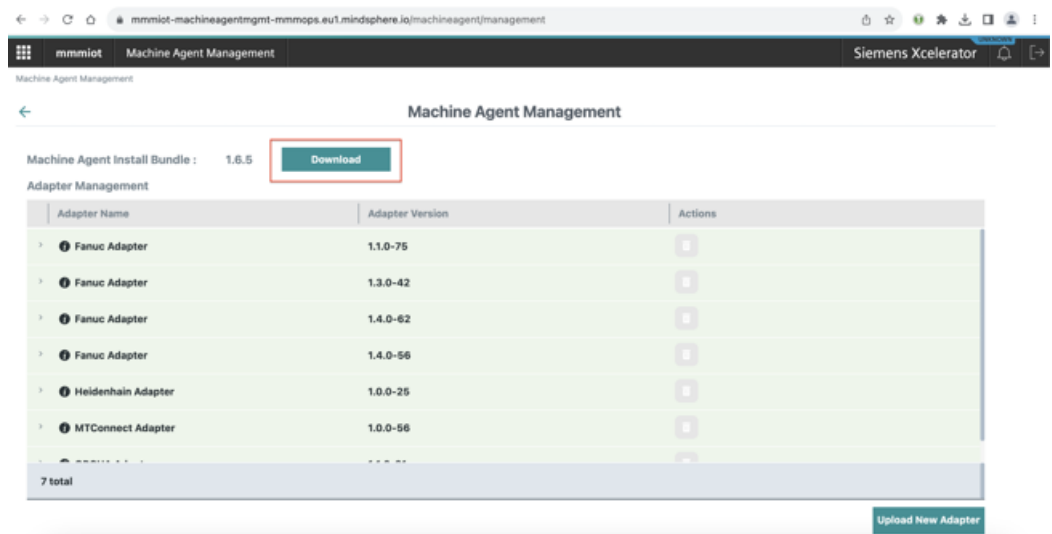 mmmiot-machineagentmgmt-mmmops.eu1.mindsphere.io/machineagent/management
mmmiot Machine Agent Management Siemens Xcelerator
Machine Agent Management
Machine Agent Management
Machine Agent Install Bundle : 1.6.5 Download
Adapter Management
Adapter Name Adapter Version Actions
Fanuc Adapter 1.1.0-75
Fanuc Adapter 1.3.0-42
Fanuc Adapter 1.4.0-62
Fanuc Adapter 1.4.0-56
Heidenhain Adapter 1.0.0-25
MTConnect Adapter 1.0.0-56
7 total
Upload New Adapter